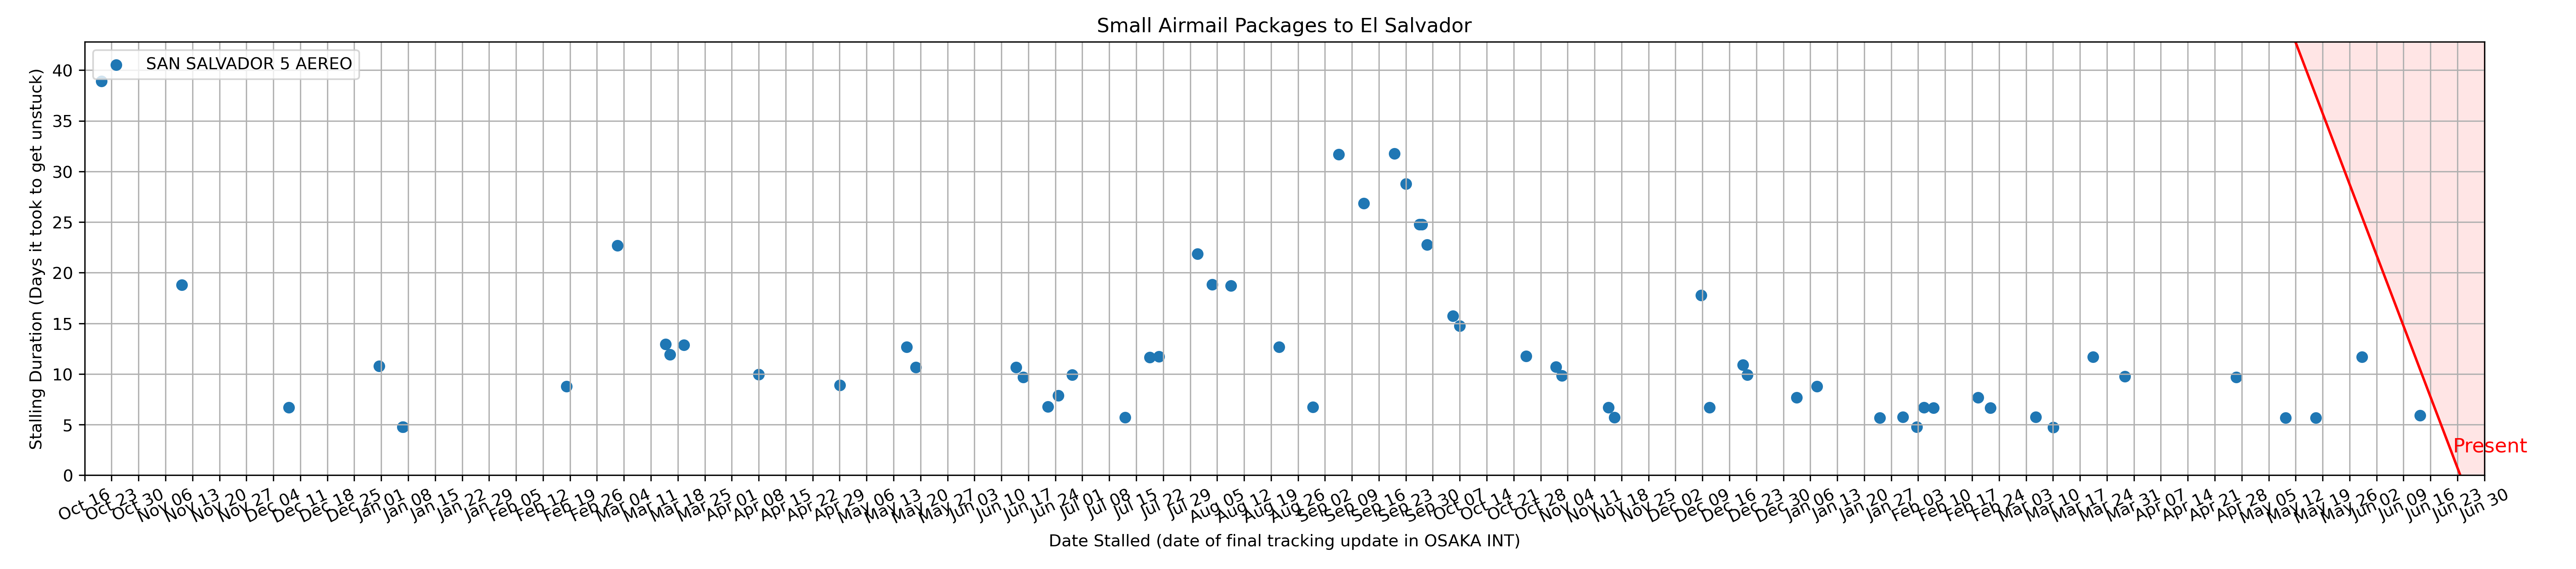 Small Airmail Packages to El Salvador
SAN SALVADOR 5 AEREO
Stalling Duration (Days it took to get unstuck)
40
35
30
25
20
15
10
5
0
Present
Oct 16 Oct 23 Oct 30 Nov 06 Nov 13 Nov 20 Nov 27 Dec 04 Dec 11 Dec 18 Dec 25 Jan 01 Jan 08 Jan 15 Jan 22 Jan 29 Feb 05 Feb 12 Feb 19 Feb 26 Mar 04 Mar 11 Mar 18 Mar 25 Apr 01 Apr 08 Apr 15 Apr 22 Apr 29 May 06 May 13 May 20 May 27 Jun 03 Jun 10 Jun 17 Jun 24 Jul 01 Jul 08 Jul 15 Jul 22 Jul 29 Aug 05 Aug 12 Aug 19 Aug 26 Sep 02 Sep 09 Sep 16 Sep 23 Sep 30 Oct 07 Oct 14 Oct 21 Oct 28 Nov 04 Nov 11 Nov 18 Nov 25 Dec 02 Dec 09 Dec 16 Dec 23 Dec 30 Jan 06 Jan 13 Jan 20 Jan 27 Feb 03 Feb 10 Feb 17 Feb 24 Mar 03 Mar 10 Mar 17 Mar 24 Mar 31 Apr 07 Apr 14 Apr 21 Apr 28 May 05 May 12 May 19 May 26 Jun 02 Jun 09 Jun 16 Jun 23 Jun 30
Date Stalled (date of final tracking update in OSAKA INT)